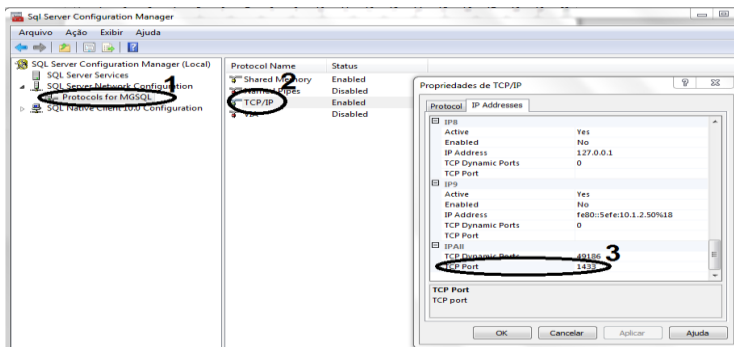 Sql Server Configuration Manager
Arquivo Ação Exibir Ajuda
SQL Server Configuration Manager (Local)
SQL Server Services
SQL Server Network Configuration
1
Protocols for MGSQL
SQL Native Client 10.0 Configuration
Protocol Name Status
2
Shared Memory Enabled
Named Pipes Disabled
TCP/IP Enabled
VIA Disabled
Propriedades de TCP/IP
Protocol IP Addresses
IP8
Active Yes
Enabled No
IP Address 127.0.0.1
TCP Dynamic Ports 0
TCP Port
IP9
Active Yes
Enabled No
IP Address fe80::5efe:10.1.2.50%18
TCP Dynamic Ports 0
TCP Port
IPAll
TCP Dynamic Ports 49186
3
TCP Port 1433
TCP Port
TCP port
OK Cancelar Aplicar Ajuda